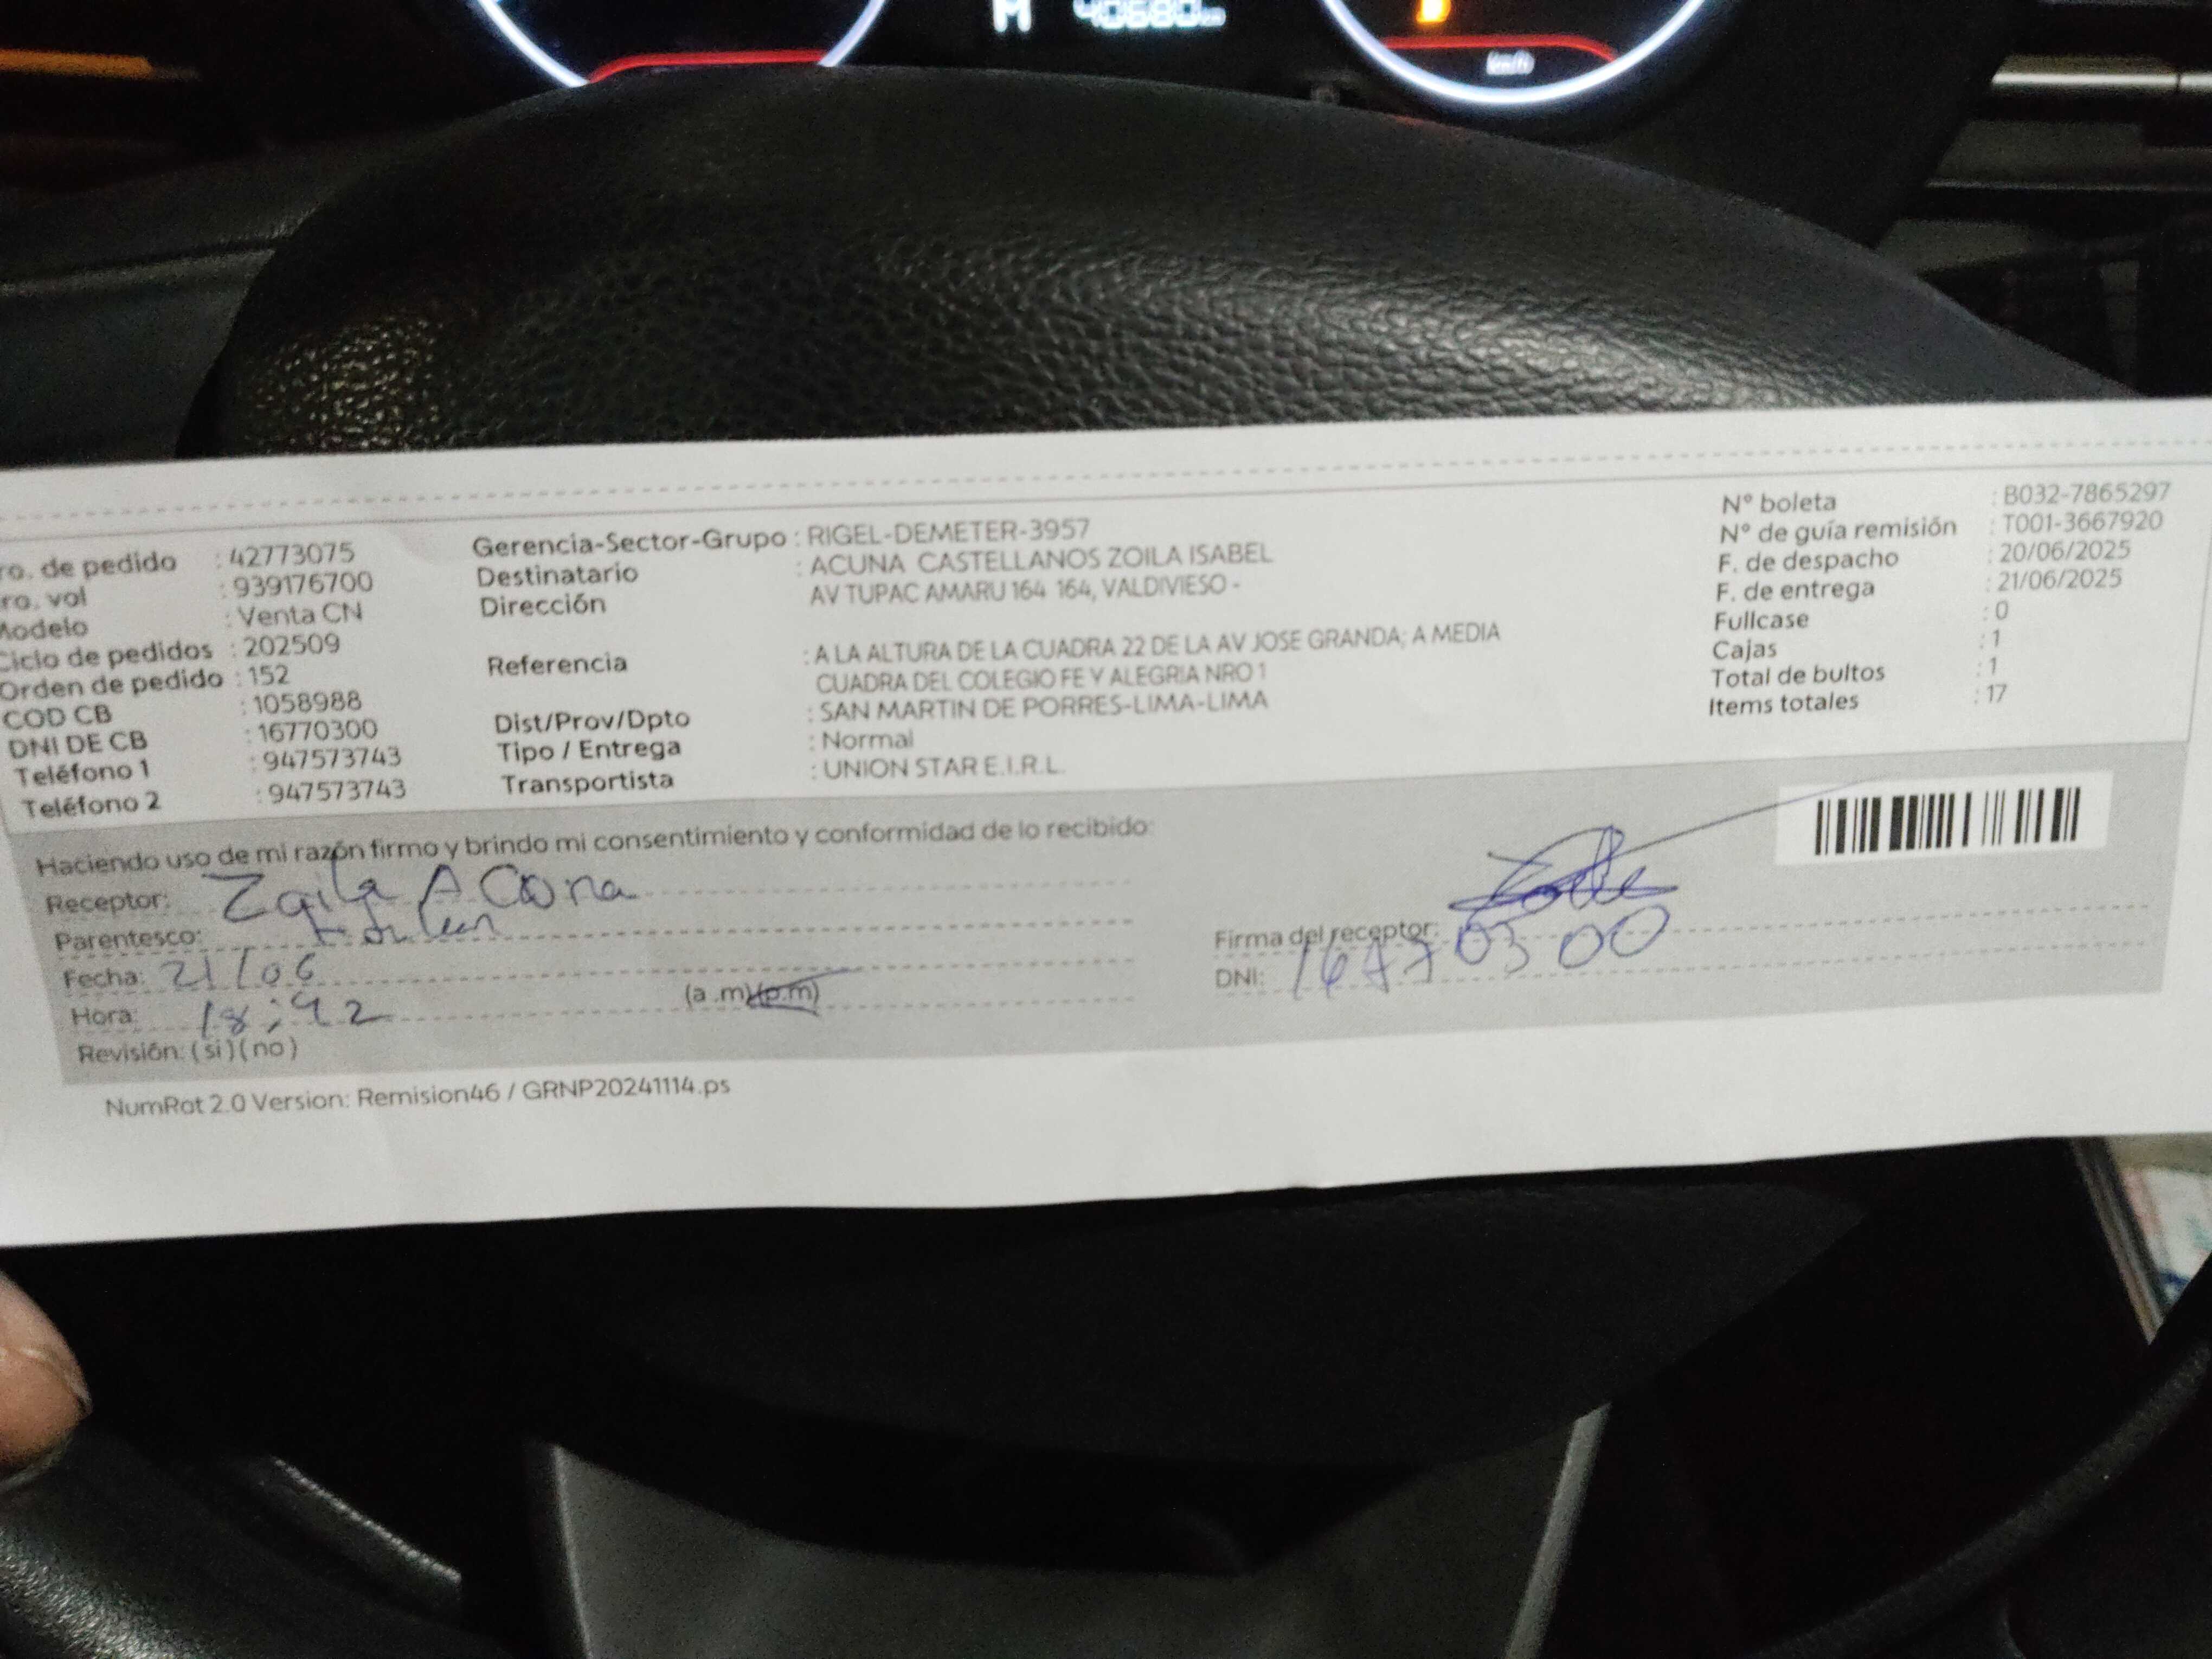 M 40680 km
km/h
ro. de pedido : 42773075
ro. vol : 939176700
Modelo : Venta CN
Ciclo de pedidos : 202509
Orden de pedido : 152
COD CB : 1058988
DNI DE CB : 16770300
Teléfono 1 : 947573743
Teléfono 2 : 947573743
Gerencia-Sector-Grupo : RIGEL-DEMETER-3957
Destinatario : ACUNA CASTELLANOS ZOILA ISABEL
Dirección AV TUPAC AMARU 164 164, VALDIVIESO -
Referencia : A LA ALTURA DE LA CUADRA 22 DE LA AV JOSE GRANDA; A MEDIA
CUADRA DEL COLEGIO FE Y ALEGRIA NRO 1
Dist/Prov/Dpto : SAN MARTIN DE PORRES-LIMA-LIMA
Tipo / Entrega : Normal
Transportista : UNION STAR E.I.R.L.
N° boleta : B032-7865297
N° de guía remisión : T001-3667920
F. de despacho : 20/06/2025
F. de entrega : 21/06/2025
Fullcase : 0
Cajas : 1
Total de bultos : 1
Items totales : 17
Haciendo uso de mi razón firmo y brindo mi consentimiento y conformidad de lo recibido:
Receptor: Zoila
Parentesco:
Fecha: 21/06
Hora: 18:42 (a.m)(p.m)
Revisión: (si)(no)
Firma del receptor:
DNI: 16770300
NumRot 2.0 Version: Remision46 / GRNP20241114.ps